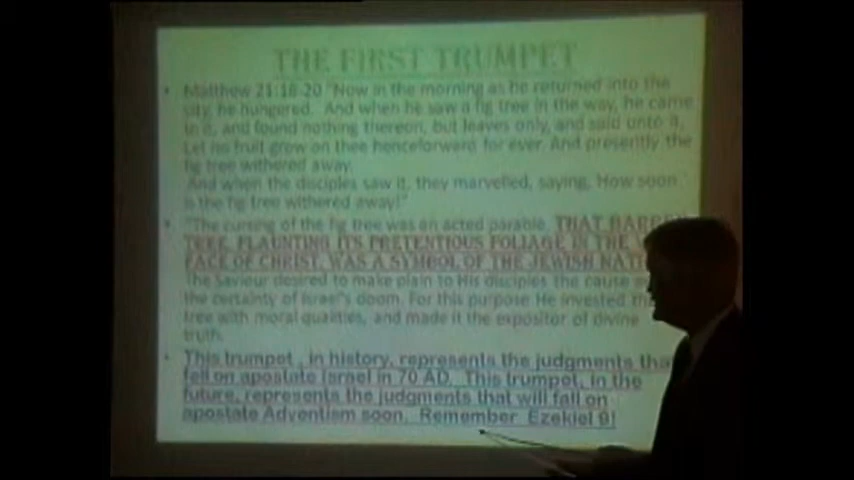 THE FIRST TRUMPET
• Matthew 21:18-20 "Now in the morning as he returned into the
city, he hungered. And when he saw a fig tree in the way, he came
to it, and found nothing thereon, but leaves only, and said unto it,
Let no fruit grow on thee henceforward for ever. And presently the
fig tree withered away.
And when the disciples saw it, they marvelled, saying, How soon
is the fig tree withered away!"
• "The cursing of the fig tree was an acted parable. THAT BARREN
TREE, FLAUNTING ITS PRETENTIOUS FOLIAGE IN THE
FACE OF CHRIST, WAS A SYMBOL OF THE JEWISH NATI
The Saviour desired to make plain to His disciples the cause
the certainty of Israel's doom. For this purpose He invested
tree with moral qualities, and made it the expositor of divine
truth.
• This trumpet , in history, represents the judgments tha
fell on apostate Israel in 70 AD. This trumpet, in the
future, represents the judgments that will fall on
apostate Adventism soon. Remember Ezekiel 9!